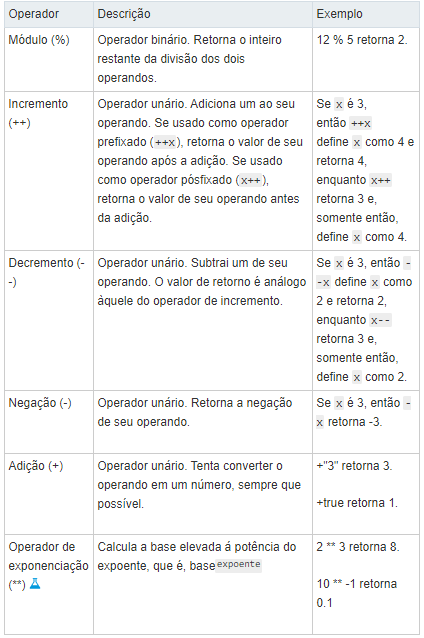 Operador Descrição Exemplo
Módulo (%) Operador binário. Retorna o inteiro 12 % 5 retorna 2.
restante da divisão dos dois
operandos.
Incremento Operador unário. Adiciona um ao seu Se x é 3,
(++) operando. Se usado como operador então ++x
prefixado (++x), retorna o valor de seu define x como 4 e
operando após a adição. Se usado retorna 4,
como operador pósfixado (x++), enquanto x++
retorna o valor de seu operando antes retorna 3 e,
da adição. somente então,
define x como 4.
Decremento (- Operador unário. Subtrai um de seu Se x é 3, então -
-) operando. O valor de retorno é análogo -x define x como
àquele do operador de incremento. 2 e retorna 2,
enquanto x--
retorna 3 e,
somente então,
define x como 2.
Negação (-) Operador unário. Retorna a negação Se x é 3, então -
de seu operando. x retorna -3.
Adição (+) Operador unário. Tenta converter o +"3" retorna 3.
operando em um número, sempre que
possível. +true retorna 1.
Operador de Calcula a base elevada á potência do 2 ** 3 retorna 8.
exponenciação expoente, que é, base expoente
(**) 10 ** -1 retorna
0.1